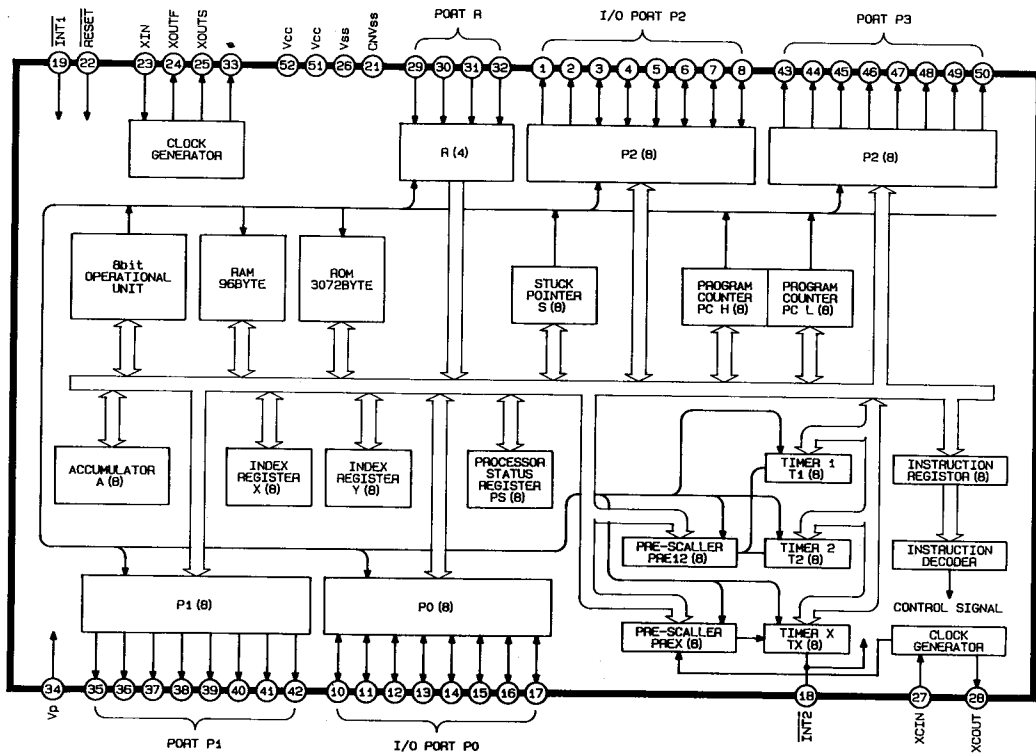 PORT R
I/O PORT P2
PORT P3
INT1
RESET
XIN
XOUTF
XOUTS
Vcc
Vcc
Vss
CNVss
19
22
23
24
25
33
52
51
26
21
29
30
31
32
1
2
3
4
5
6
7
8
43
44
45
46
47
48
49
50
CLOCK
GENERATOR
R (4)
P2 (8)
P2 (8)
8bit
OPERATIONAL
UNIT
RAM
96BYTE
ROM
3072BYTE
STUCK
POINTER
S (8)
PROGRAM
COUNTER
PC H (8)
PROGRAM
COUNTER
PC L (8)
ACCUMULATOR
A (8)
INDEX
REGISTER
X (8)
INDEX
REGISTER
Y (8)
PROCESSOR
STATUS
REGISTER
PS (8)
TIMER 1
T1 (8)
INSTRUCTION
REGISTOR (8)
PRE-SCALLER
PRE12 (8)
TIMER 2
T2 (8)
INSTRUCTION
DECODER
P1 (8)
P0 (8)
CONTROL SIGNAL
PRE-SCALLER
PREX (8)
TIMER X
TX (8)
CLOCK
GENERATOR
34
35
36
37
38
39
40
41
42
10
11
12
13
14
15
16
17
18
27
28
Vp
INT2
XCIN
XCOUT
PORT P1
I/O PORT P0